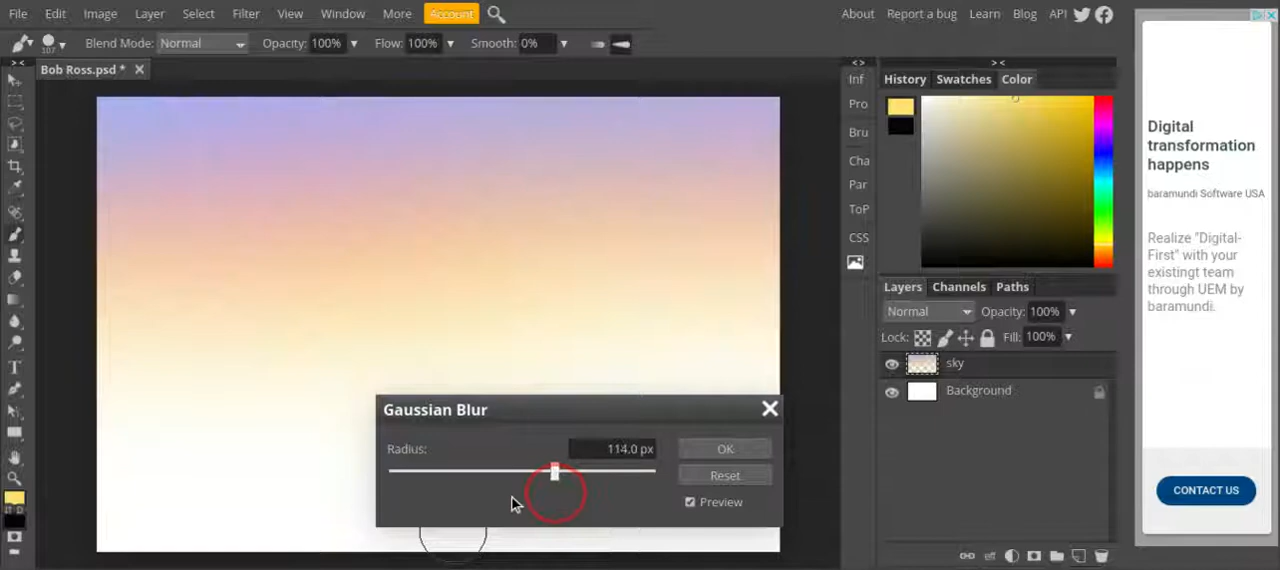 File Edit Image Layer Select Filter View Window More Account
About Report a bug Learn Blog API
107 Blend Mode: Normal Opacity: 100% Flow: 100% Smooth: 0%
Bob Ross.psd *
> <
< >
> <
Inf
Pro
Bru
Cha
Par
ToP
CSS
History Swatches Color
Layers Channels Paths
Normal Opacity: 100%
Lock: Fill: 100%
sky
Background
Gaussian Blur
Radius: 114.0 px
OK
Reset
Preview
Digital
transformation
happens
baramundi Software USA
Realize "Digital-
First" with your
existingt team
through UEM by
baramundi.
CONTACT US